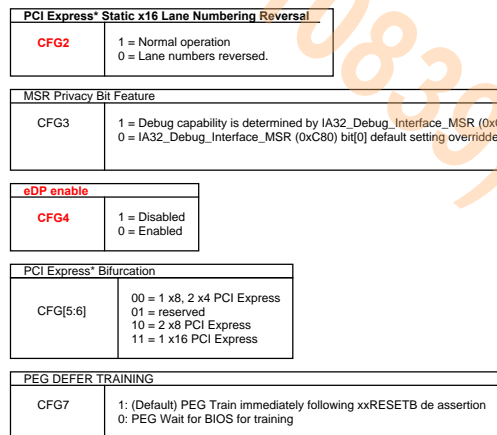 PCI Express* Static x16 Lane Numbering Reversal
CFG2
1 = Normal operation
0 = Lane numbers reversed.
MSR Privacy Bit Feature
CFG3
1 = Debug capability is determined by IA32_Debug_Interface_MSR
0 = IA32_Debug_Interface_MSR (0xC80) bit[0] default setting
eDP enable
CFG4
1 = Disabled
0 = Enabled
PCI Express* Bifurcation
CFG[5:6]
00 = 1 x8, 2 x4 PCI Express
01 = reserved
10 = 2 x8 PCI Express
11 = 1 x16 PCI Express
PEG DEFER TRAINING
CFG7
1: (Default) PEG Train immediately following xxRESETB de assertion
0: PEG Wait for BIOS for training